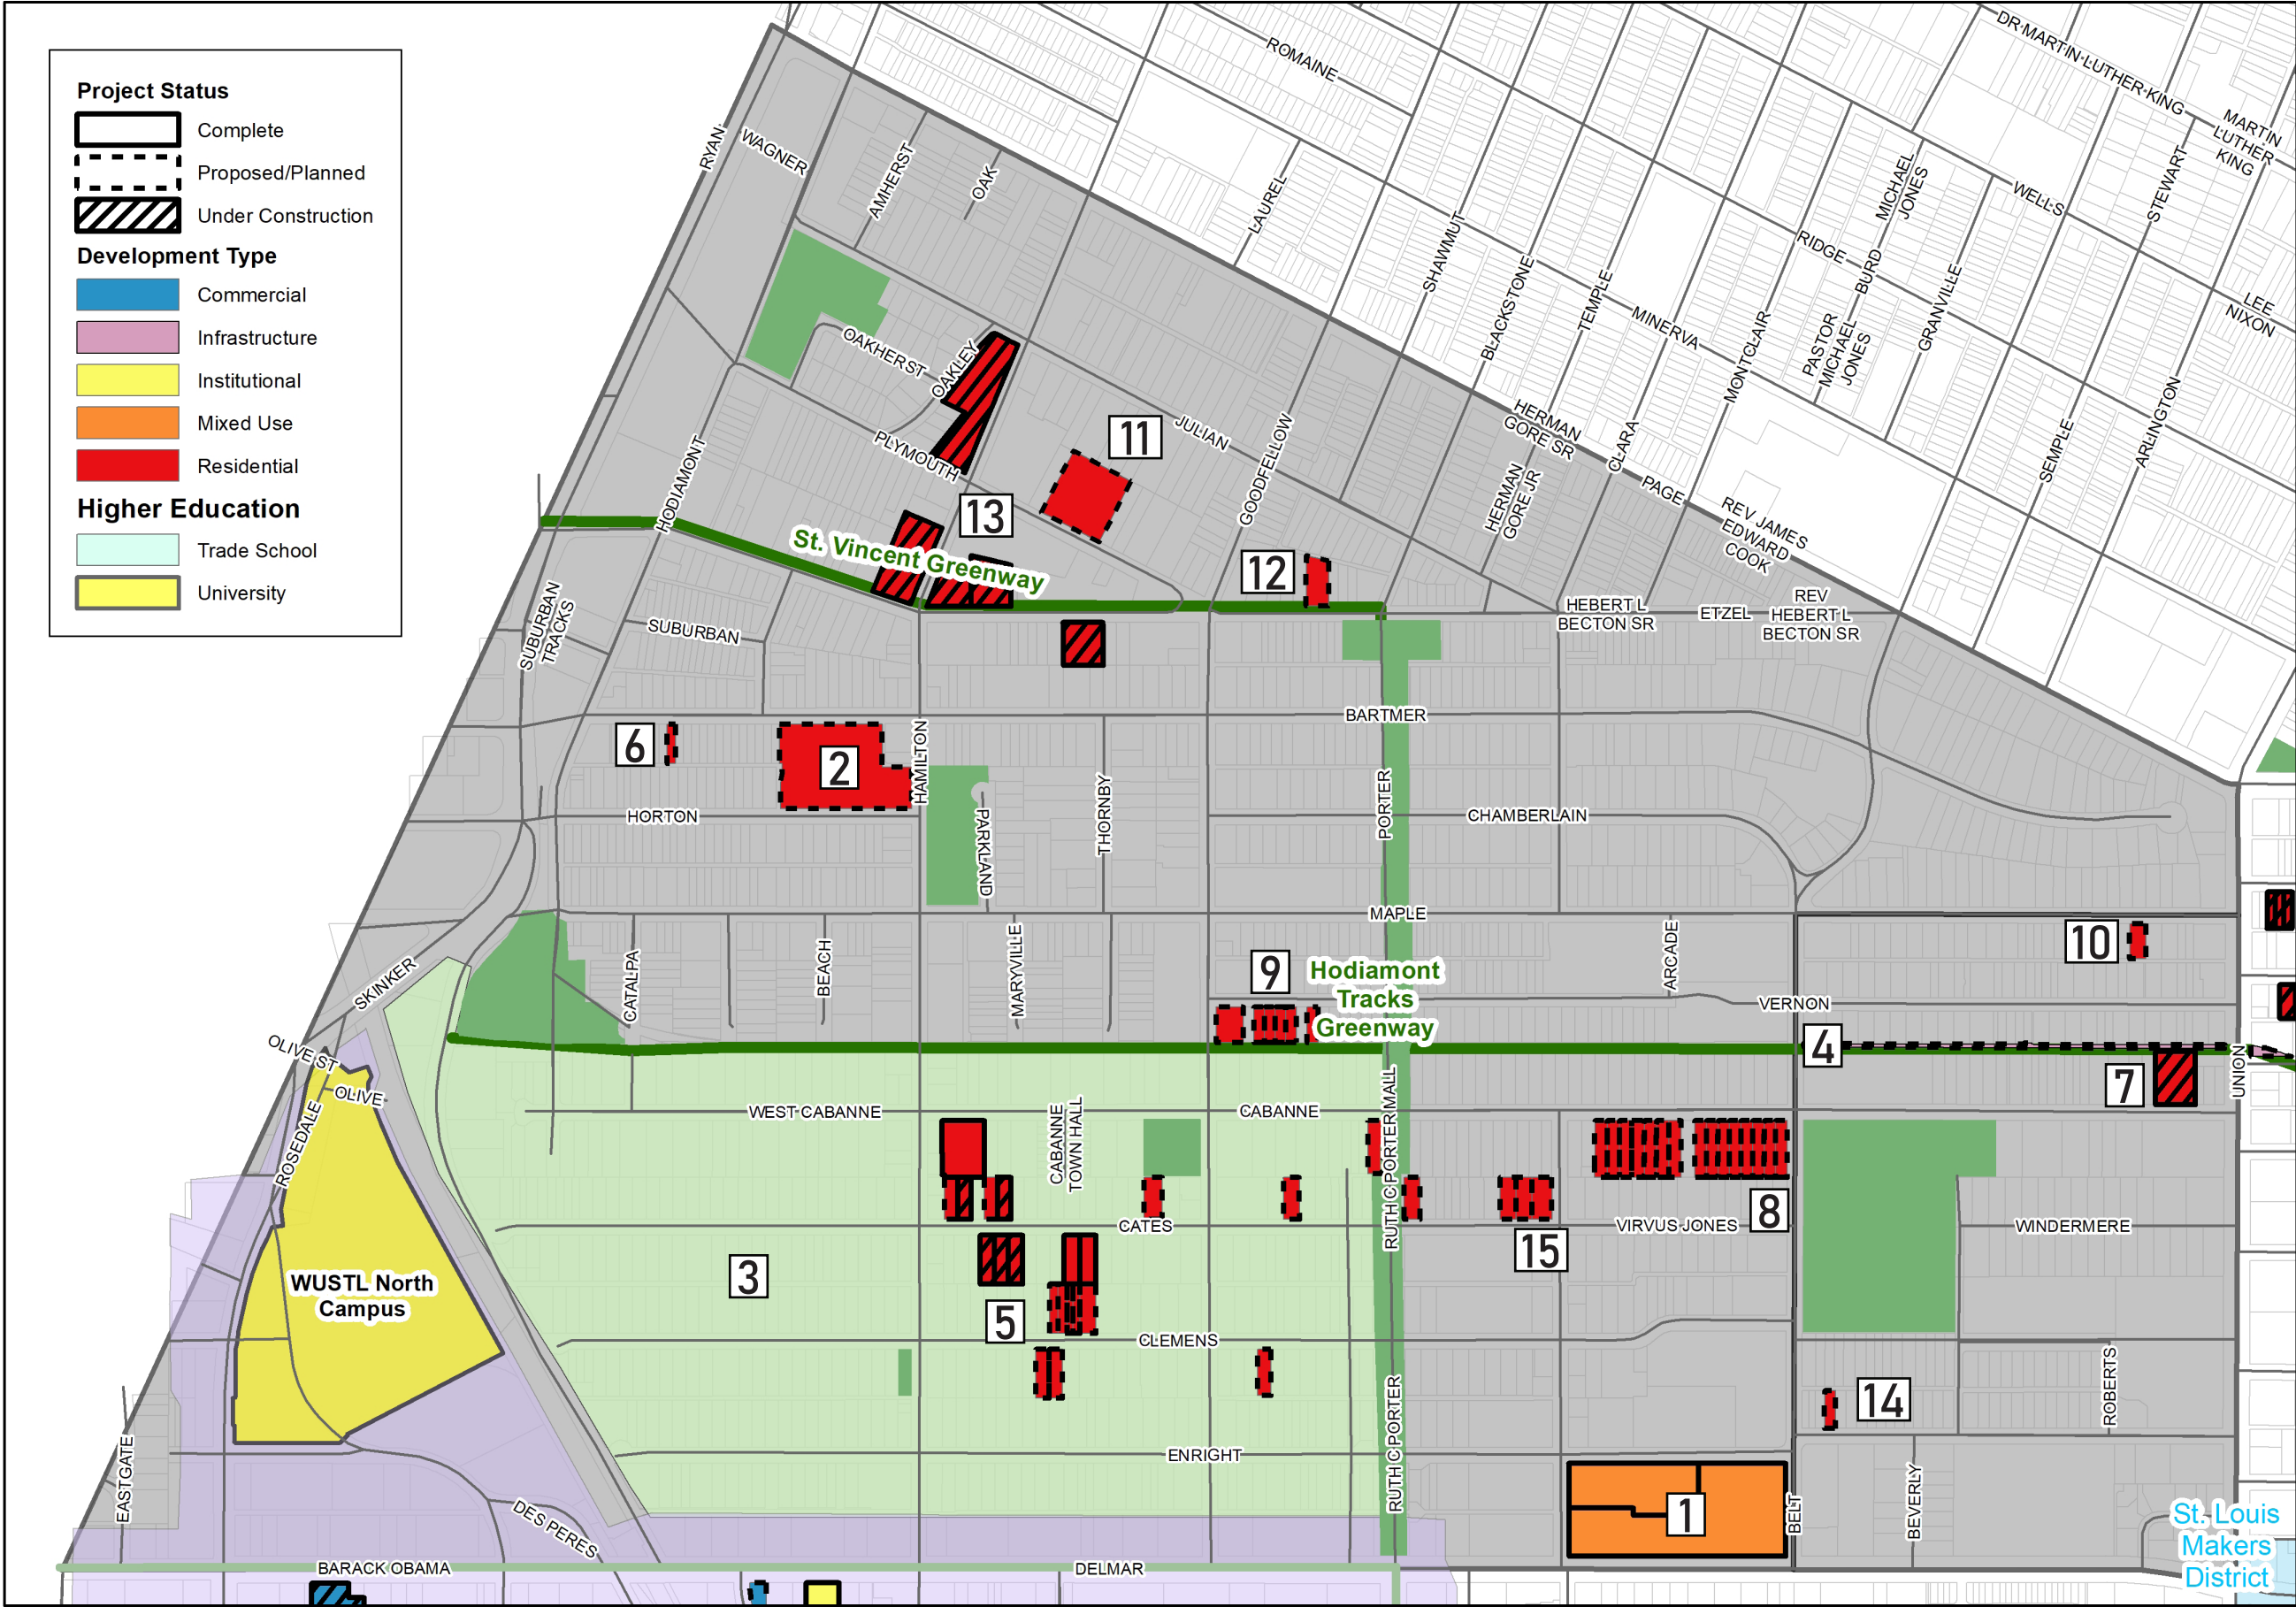 Project Status
Complete
Proposed/Planned
Under Construction
Development Type
Commercial
Infrastructure
Institutional
Mixed Use
Residential
Higher Education
Trade School
University
ROMAINE
DR MARTIN LUTHER KING
MARTIN
LUTHER
KING
RYAN
WAGNER
AMHERST
OAK
LAUREL
SHAWMUT
BLACKSTONE
TEMPLE
MICHAEL
JONES
WELLS
STEWART
RIDGE
BURD
GRANVILLE
LEE
NIXON
MINERVA
MONTCLAIR
PASTOR
MICHAEL
JONES
OAKHERST
OAKLEY
PLYMOUTH
JULIAN
GOODFELLOW
HERMAN
GORE SR
CLARA
SEMPLE
ARLINGTON
HODIAMONT
11
13
HERMAN
GORE JR
PAGE
REV JAMES
EDWARD
COOK
St. Vincent Greenway
12
SUBURBAN
TRACKS
SUBURBAN
HEBERT L
BECTON SR
ETZEL
REV
HEBERT L
BECTON SR
BARTMER
6
2
HAMILTON
HORTON
PARKLAND
THORNBY
PORTER
CHAMBERLAIN
MAPLE
SKINKER
CATALPA
BEACH
MARYVILLE
9
Hodiamont
Tracks
Greenway
ARCADE
10
VERNON
4
OLIVE ST
OLIVE
ROSEDALE
7
UNION
WEST CABANNE
CABANNE
TOWN HALL
CABANNE
RUTH C PORTER MALL
CATES
15
VIRVUS JONES
8
WINDERMERE
WUSTL North
Campus
3
5
CLEMENS
14
ROBERTS
EASTGATE
ENRIGHT
RUTH C PORTER
DES PERES
1
BELT
BEVERLY
St. Louis
Makers
District
BARACK OBAMA
DELMAR